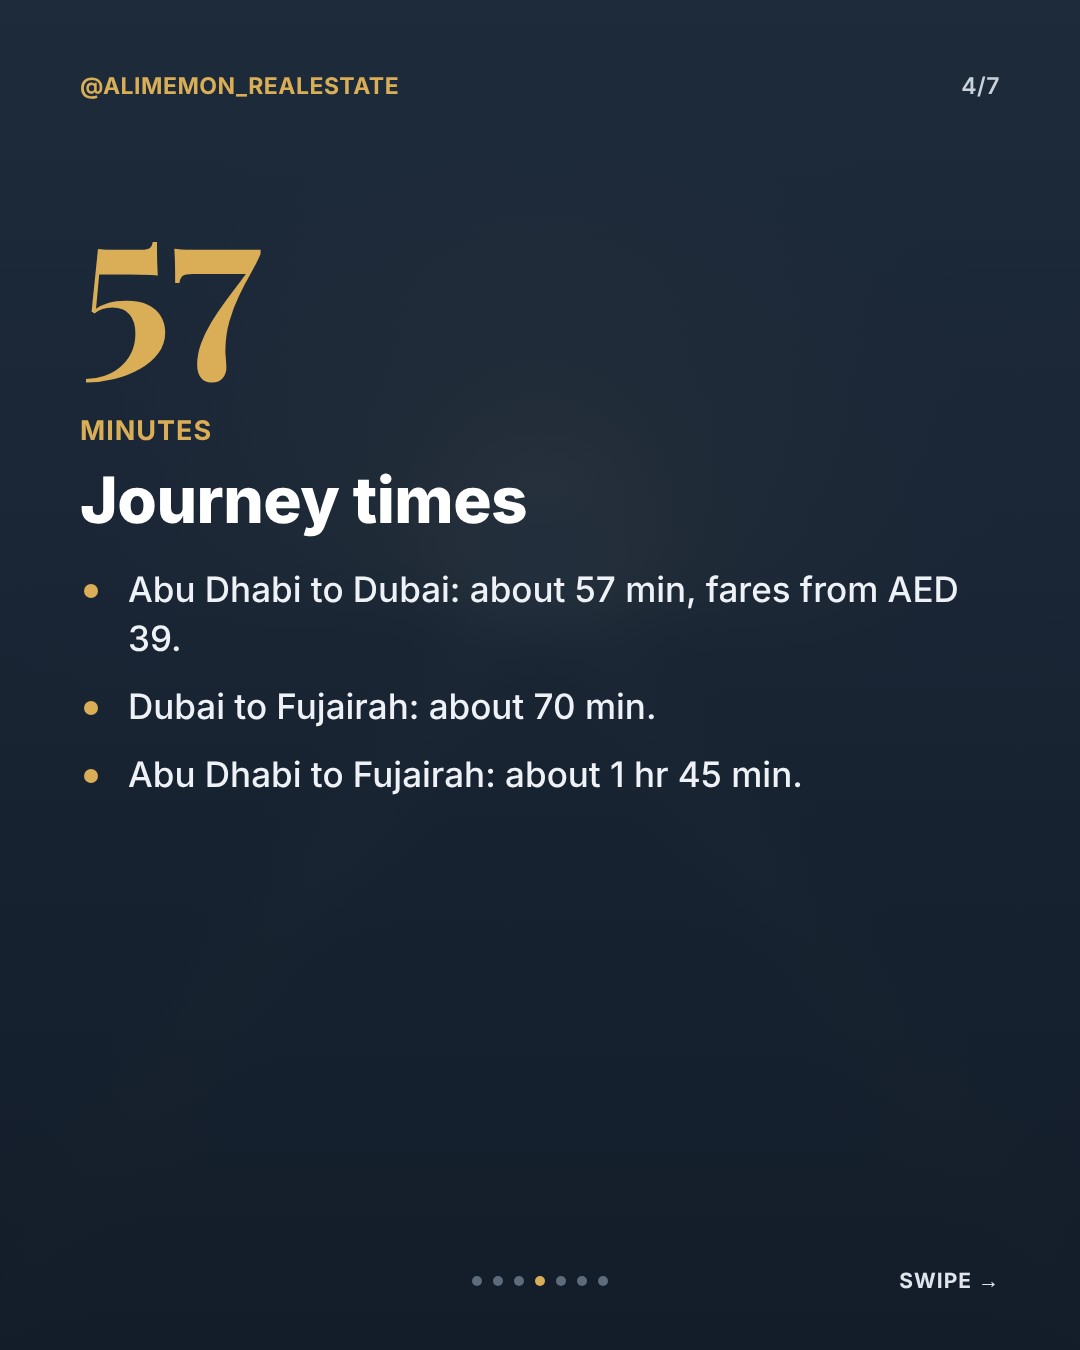 @ALIMEMON_REALESTATE
4/7
57
MINUTES
Journey times
Abu Dhabi to Dubai: about 57 min, fares from AED
39.
Dubai to Fujairah: about 70 min.
Abu Dhabi to Fujairah: about 1 hr 45 min.
SWIPE →